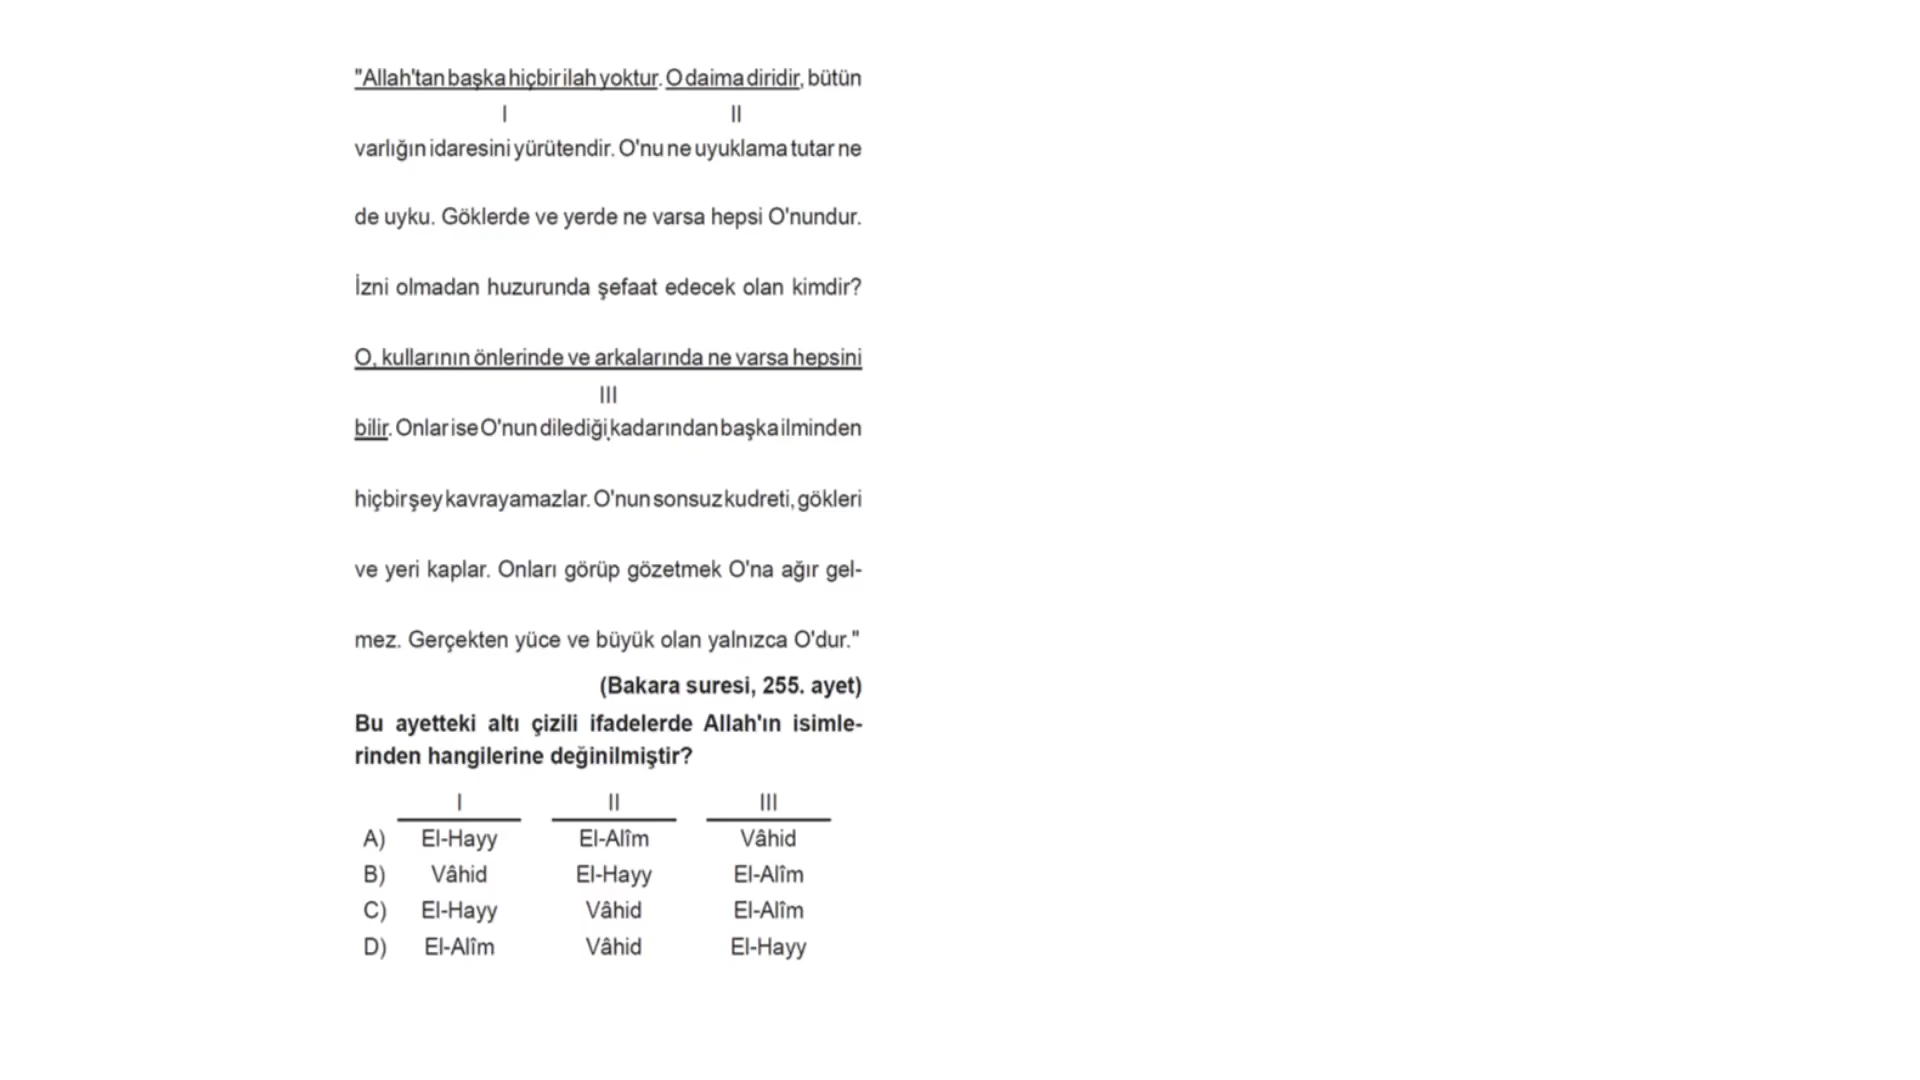 "Allah'tan başka hiçbir ilah yoktur. O daima diridir, bütün
I II
varlığın idaresini yürütendir. O'nu ne uyuklama tutar ne
de uyku. Göklerde ve yerde ne varsa hepsi O'nundur.
İzni olmadan huzurunda şefaat edecek olan kimdir?
O, kullarının önlerinde ve arkalarında ne varsa hepsini
III
bilir. Onlar ise O'nun dilediği kadarından başka ilminden
hiçbir şey kavrayamazlar. O'nun sonsuz kudreti, gökleri
ve yeri kaplar. Onları görüp gözetmek O'na ağır gel-
mez. Gerçekten yüce ve büyük olan yalnızca O'dur."
(Bakara suresi, 255. ayet)
Bu ayetteki altı çizili ifadelerde Allah'ın isimle-
rinden hangilerine değinilmiştir?
I II III
A) El-Hayy El-Alîm Vâhid
B) Vâhid El-Hayy El-Alîm
C) El-Hayy Vâhid El-Alîm
D) El-Alîm Vâhid El-Hayy